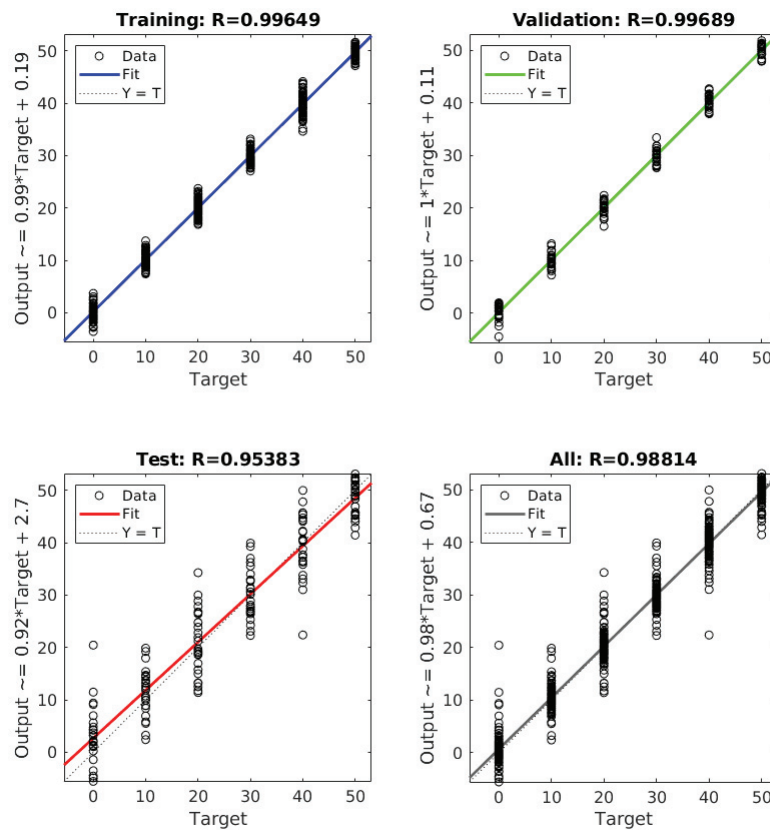 Training: R=0.99649
Output ~= 0.99*Target + 0.19
50
40
30
20
10
0
Data
Fit
Y = T
0 10 20 30 40 50
Target
Validation: R=0.99689
Output ~= 1*Target + 0.11
50
40
30
20
10
0
Data
Fit
Y = T
0 10 20 30 40 50
Target
Test: R=0.95383
Output ~= 0.92*Target + 2.7
50
40
30
20
10
0
Data
Fit
Y = T
0 10 20 30 40 50
Target
All: R=0.98814
Output ~= 0.98*Target + 0.67
50
40
30
20
10
0
Data
Fit
Y = T
0 10 20 30 40 50
Target